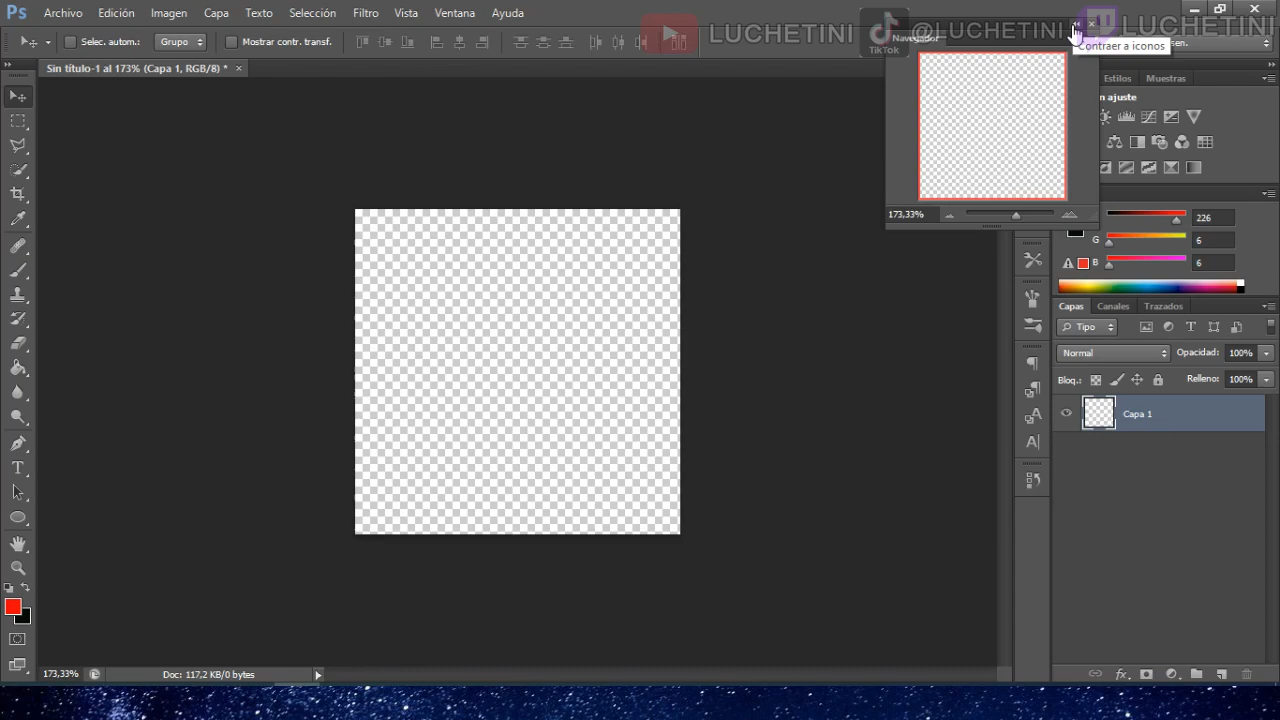 Ps Archivo Edición Imagen Capa Texto Selección Filtro Vista Ventana Ayuda
Selec. autom.: Grupo Mostrar contr. transf.
LUCHETINI
TikTok
@LUCHETINI
LUCHETINI
Navegador
Contraer a iconos
sen.
Sin título-1 al 173% (Capa 1, RGB/8) * ×
Estilos Muestras
n ajuste
173,33%
226
G 6
B 6
Capas Canales Trazados
Tipo
Normal Opacidad: 100%
Bloq.: Relleno: 100%
Capa 1
173,33% Doc: 117,2 KB/0 bytes